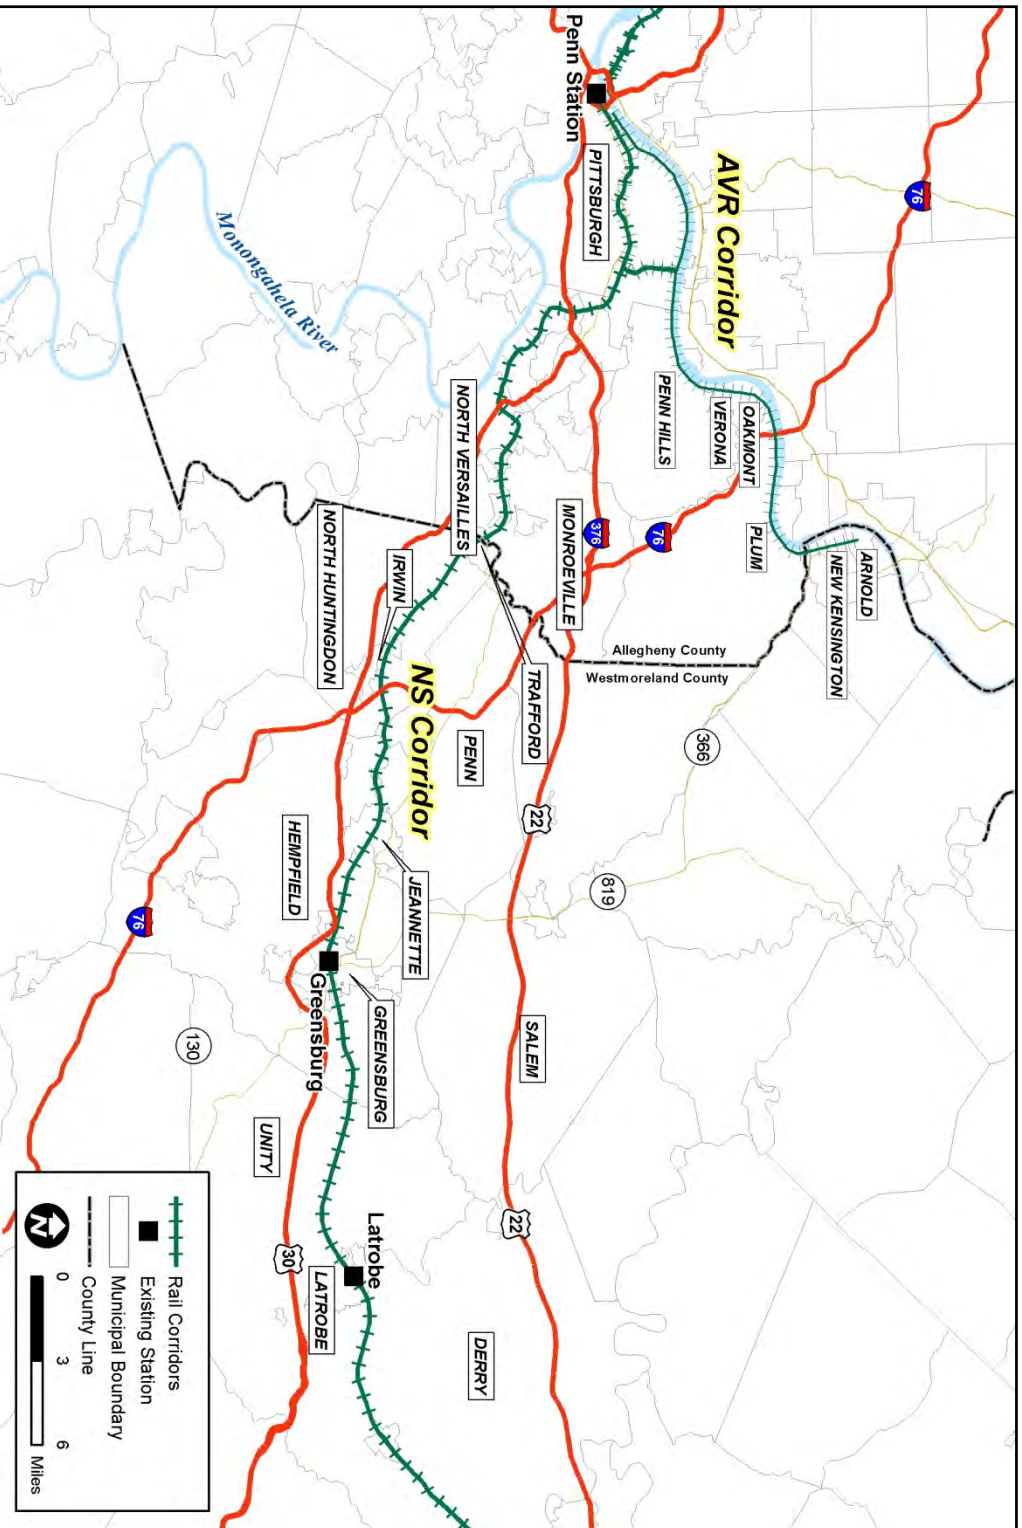 Penn Station
PITTSBURGH
AVR Corridor
76
Monongahela River
PENN HILLS
VERONA
OAKMONT
PLUM
ARNOLD
NEW KENSINGTON
NORTH VERSAILLES
MONROEVILLE
376
76
Allegheny County
Westmoreland County
NORTH HUNTINGDON
IRWIN
TRAFFORD
NS Corridor
PENN
366
22
819
HEMPFIELD
JEANNETTE
76
Greensburg
GREENSBURG
130
SALEM
UNITY
22
Latrobe
30
LATROBE
DERRY
Rail Corridors
Existing Station
Municipal Boundary
County Line
N
0 3 6
Miles